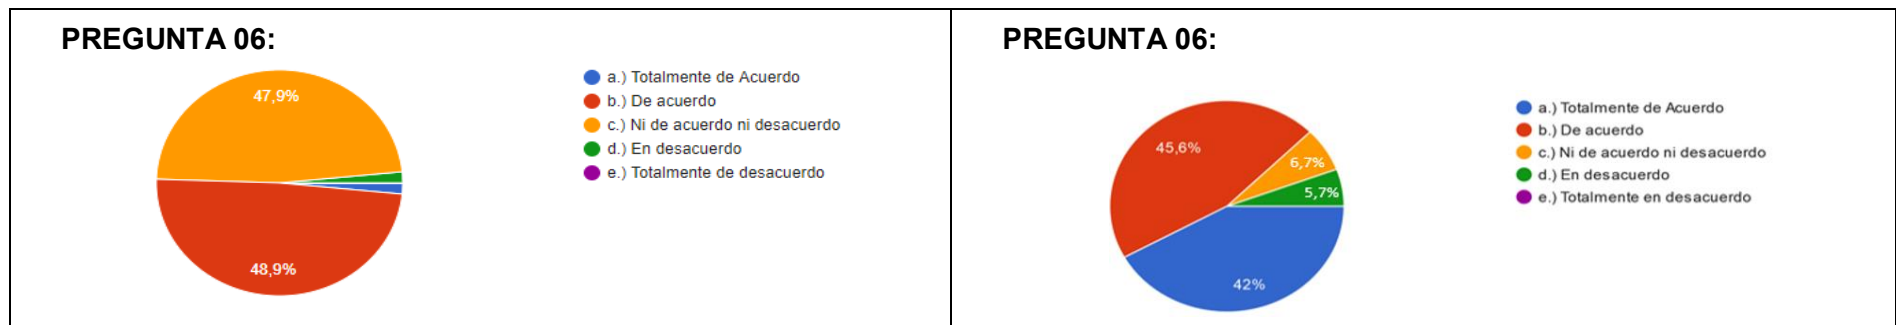 PREGUNTA 06:
47,9%
48,9%
a.) Totalmente de Acuerdo
b.) De acuerdo
c.) Ni de acuerdo ni desacuerdo
d.) En desacuerdo
e.) Totalmente de desacuerdo
PREGUNTA 06:
45,6%
6,7%
5,7%
42%
a.) Totalmente de Acuerdo
b.) De acuerdo
c.) Ni de acuerdo ni desacuerdo
d.) En desacuerdo
e.) Totalmente en desacuerdo